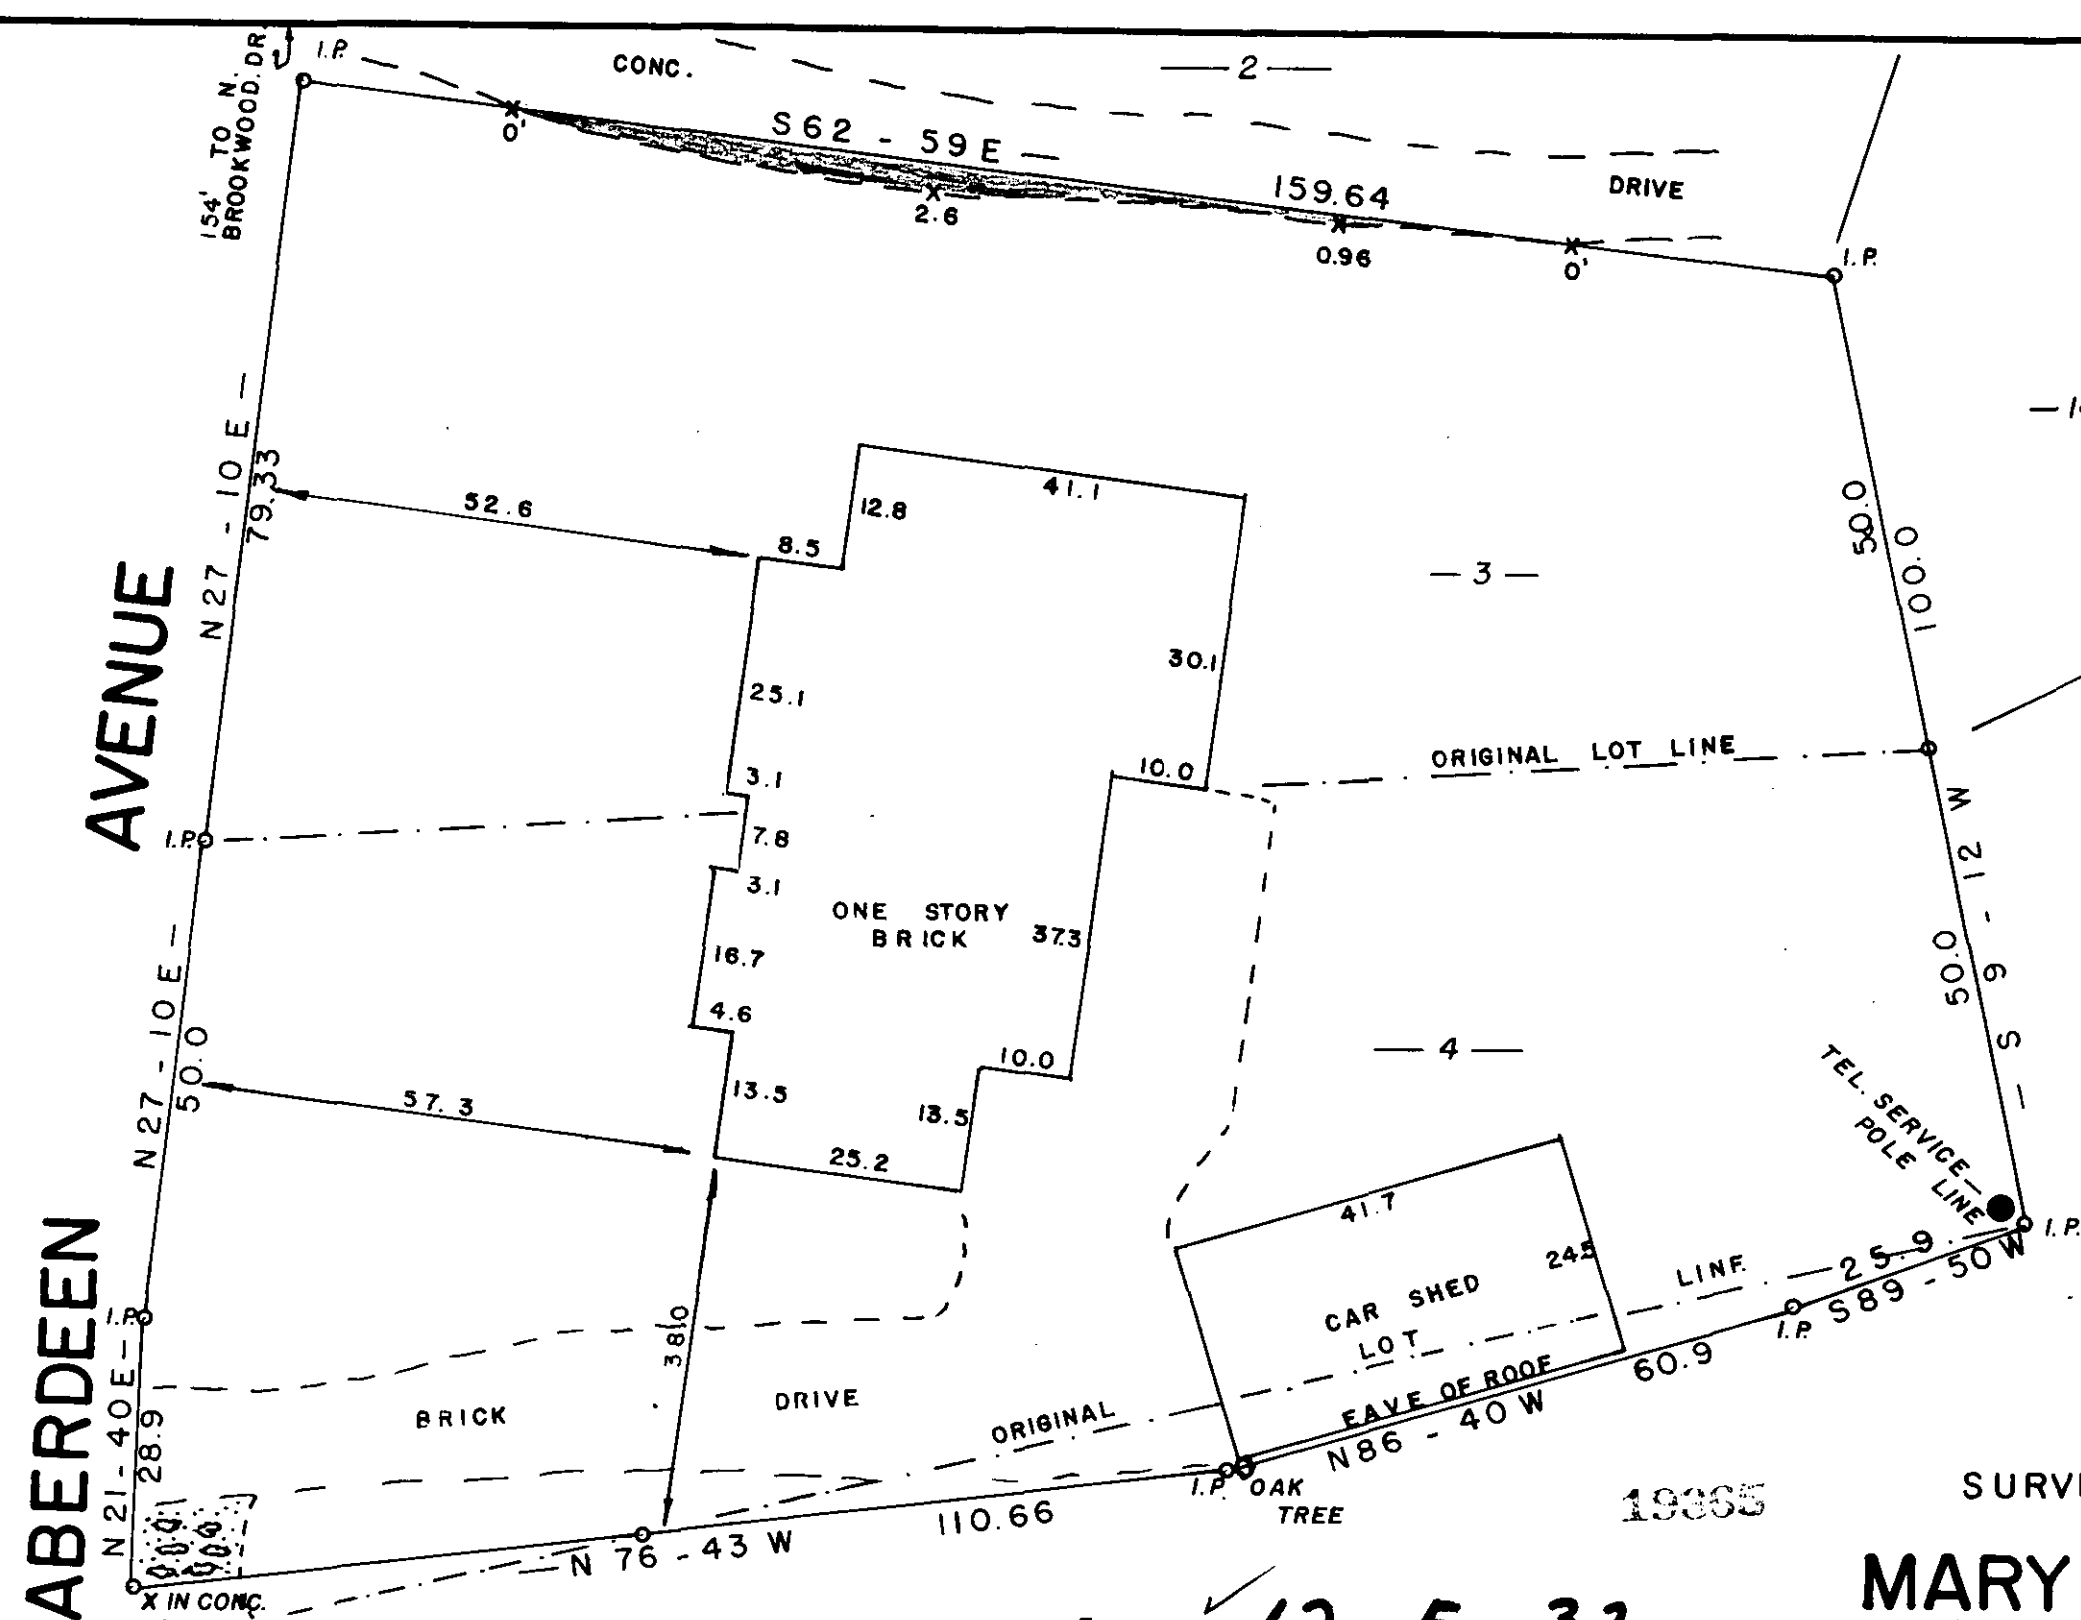 I.P.
CONC.
— 2 —
154' TO N. BROOKWOOD. DR.
0'
S 62 - 59 E —
159.64
DRIVE
2.6
0.96
0'
I.P.
N 27 - 10 E —
79.33
52.6
8.5
12.8
41.1
— 3 —
50.0
100.0
AVENUE
25.1
30.1
3.1
10.0
ORIGINAL LOT LINE
I.P.
7.8
3.1
ONE STORY
BRICK
37.3
16.7
4.6
S 9 - 12 W
50.0
N 27 - 10 E —
50.0
57.3
13.5
10.0
13.5
25.2
— 4 —
TEL. SERVICE —
POLE LINE
I.P.
ABERDEEN
I.P.
41.7
24.5
CAR SHED
LOT LINE
25.9
S 89 - 50 W
38.0
I.P.
60.9
N 21 - 40 E —
28.9
BRICK DRIVE
ORIGINAL
EAVE OF ROOF
N 86 - 40 W
I.P. OAK
TREE
110.66
— N 76 - 43 W
19365
X IN CONC.
MARY